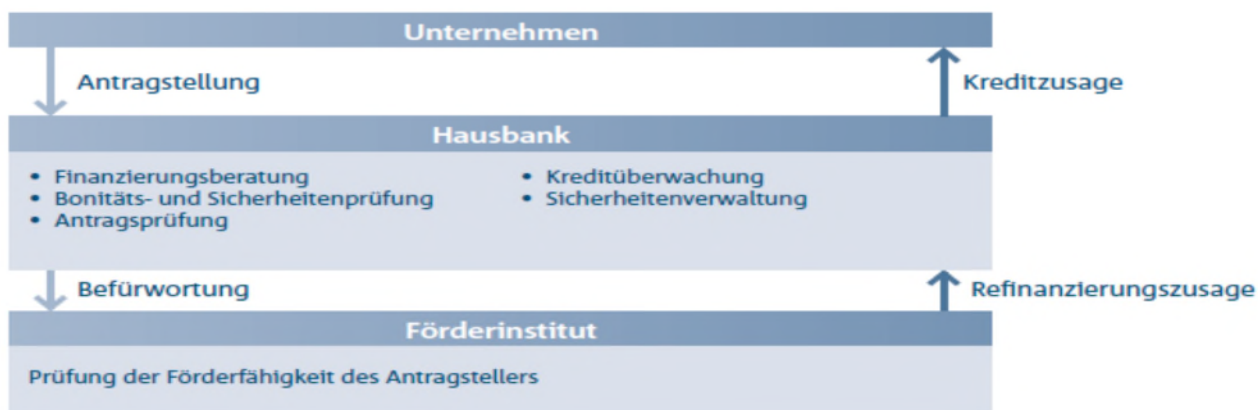 Unternehmen
Antragstellung
Kreditzusage
Hausbank
• Finanzierungsberatung
• Bonitäts- und Sicherheitenprüfung
• Antragsprüfung
• Kreditüberwachung
• Sicherheitenverwaltung
Befürwortung
Refinanzierungszusage
Förderinstitut
Prüfung der Förderfähigkeit des Antragstellers